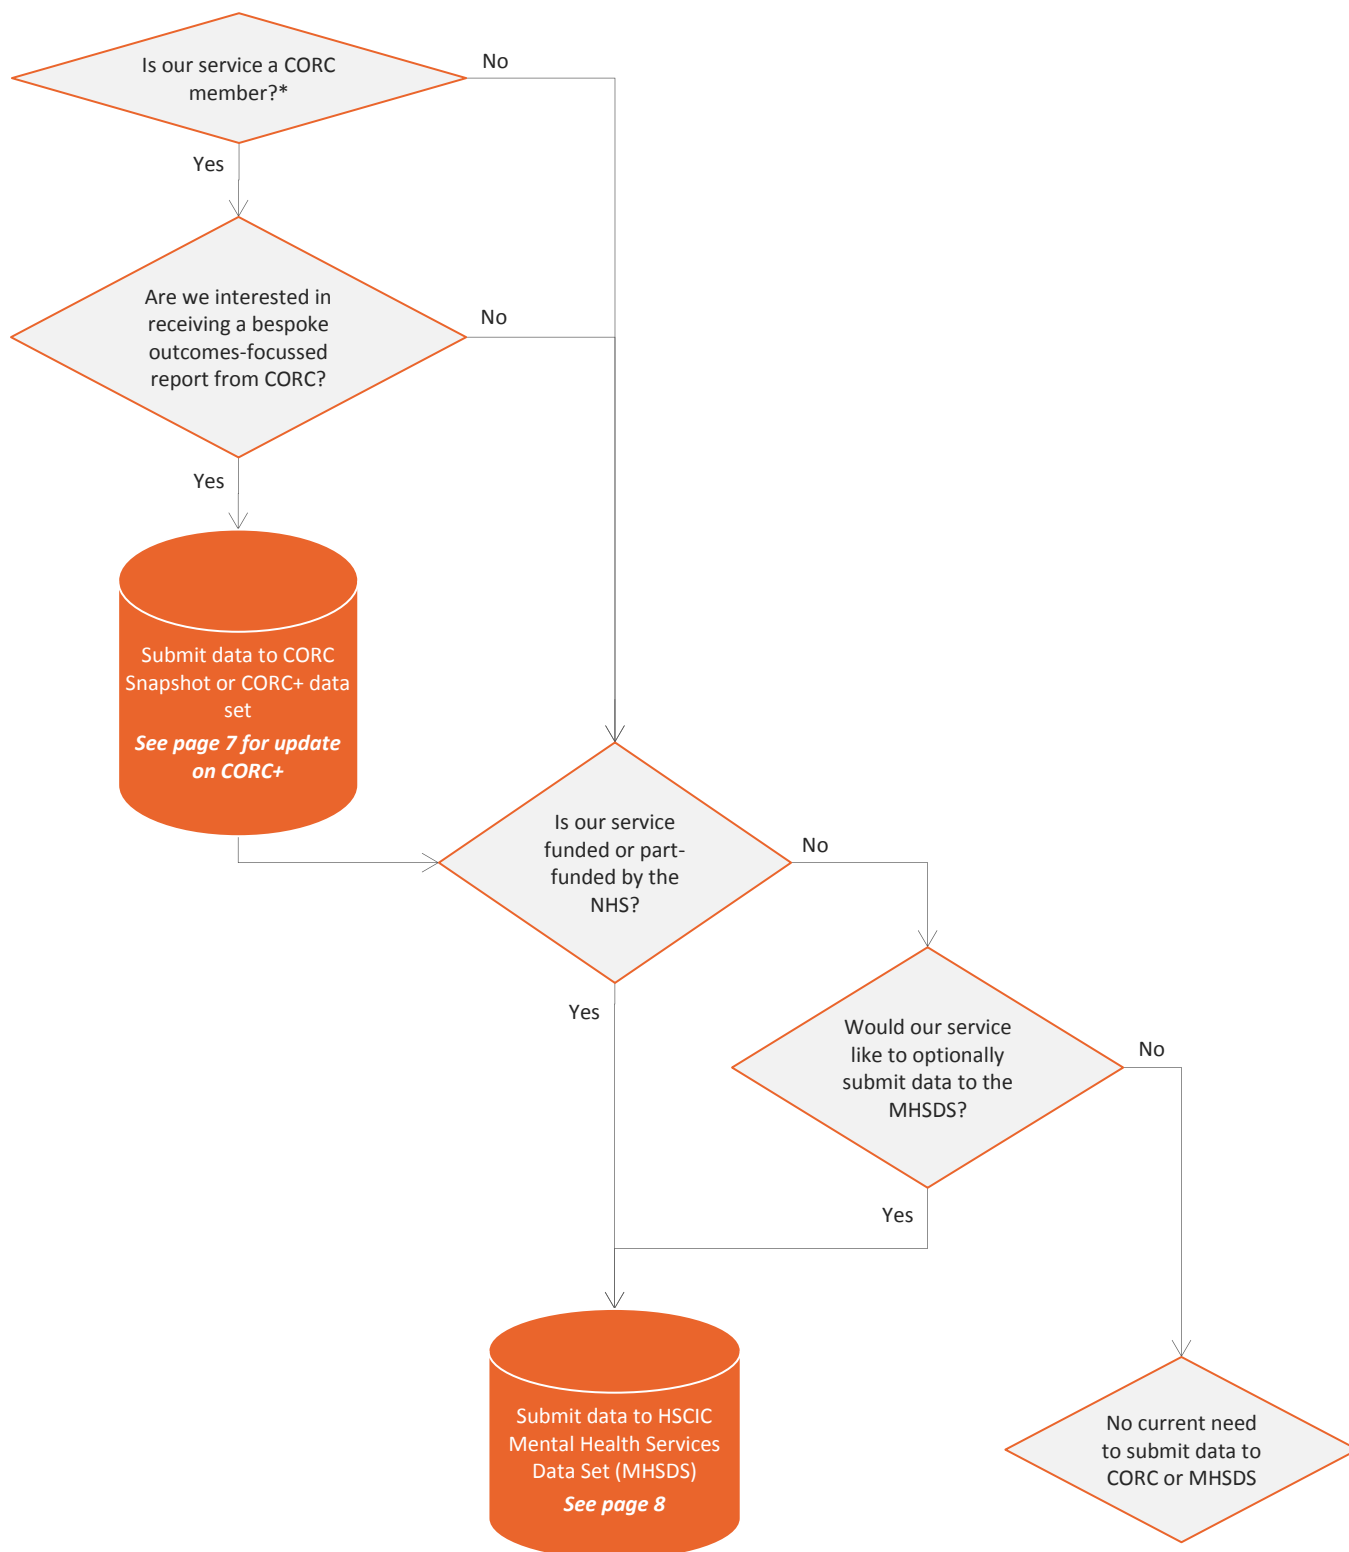 Is our service a CORC
member?*
No
Yes
Are we interested in
receiving a bespoke
outcomes-focussed
report from CORC?
No
Yes
Submit data to CORC
Snapshot or CORC+ data
set
See page 7 for update
on CORC+
Is our service
funded or part-
funded by the
NHS?
No
Yes
Would our service
like to optionally
submit data to the
MHSDS?
No
Yes
Submit data to HSCIC
Mental Health Services
Data Set (MHSDS)
See page 8
No current need
to submit data to
CORC or MHSDS